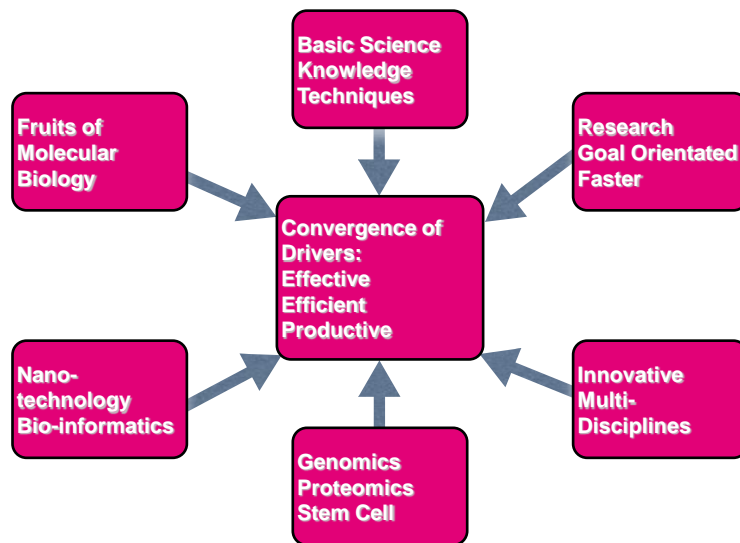 Basic Science
Knowledge
Techniques
Fruits of
Molecular
Biology
Research
Goal Orientated
Faster
Convergence of
Drivers:
Effective
Efficient
Productive
Nano-
technology
Bio-informatics
Innovative
Multi-
Disciplines
Genomics
Proteomics
Stem Cell